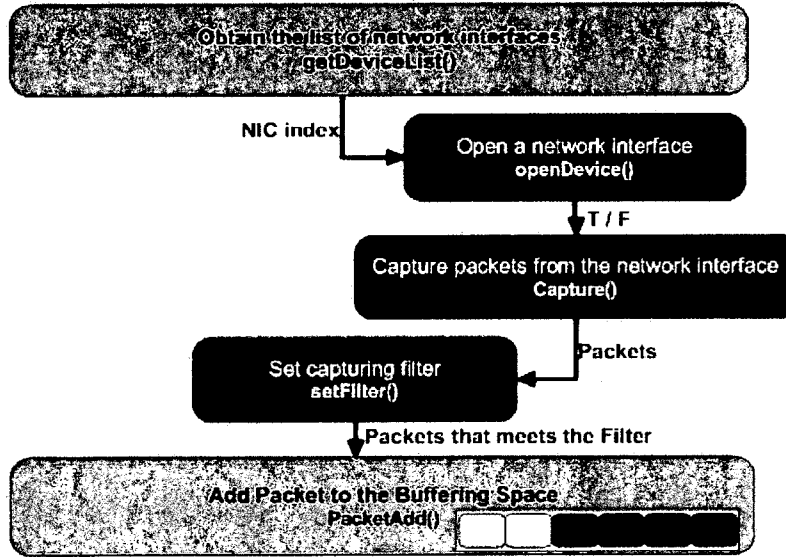 Obtain the list of network interfaces
getDeviceList()
NIC index
Open a network interface
openDevice()
T / F
Capture packets from the network interface
Capture()
Packets
Set capturing filter
setFilter()
Packets that meets the Filter
Add Packet to the Buffering Space
PacketAdd()